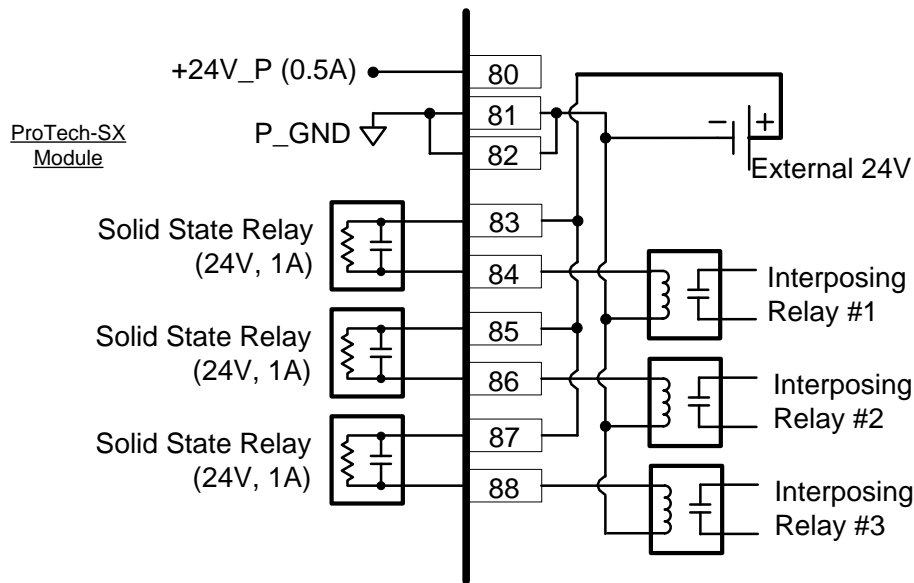 +24V_P (0.5A)
80
P_GND
81
82
ProTech-SX
Module
− +
External 24V
Solid State Relay
(24V, 1A)
83
84
Interposing
Relay #1
Solid State Relay
(24V, 1A)
85
86
Interposing
Relay #2
Solid State Relay
(24V, 1A)
87
88
Interposing
Relay #3